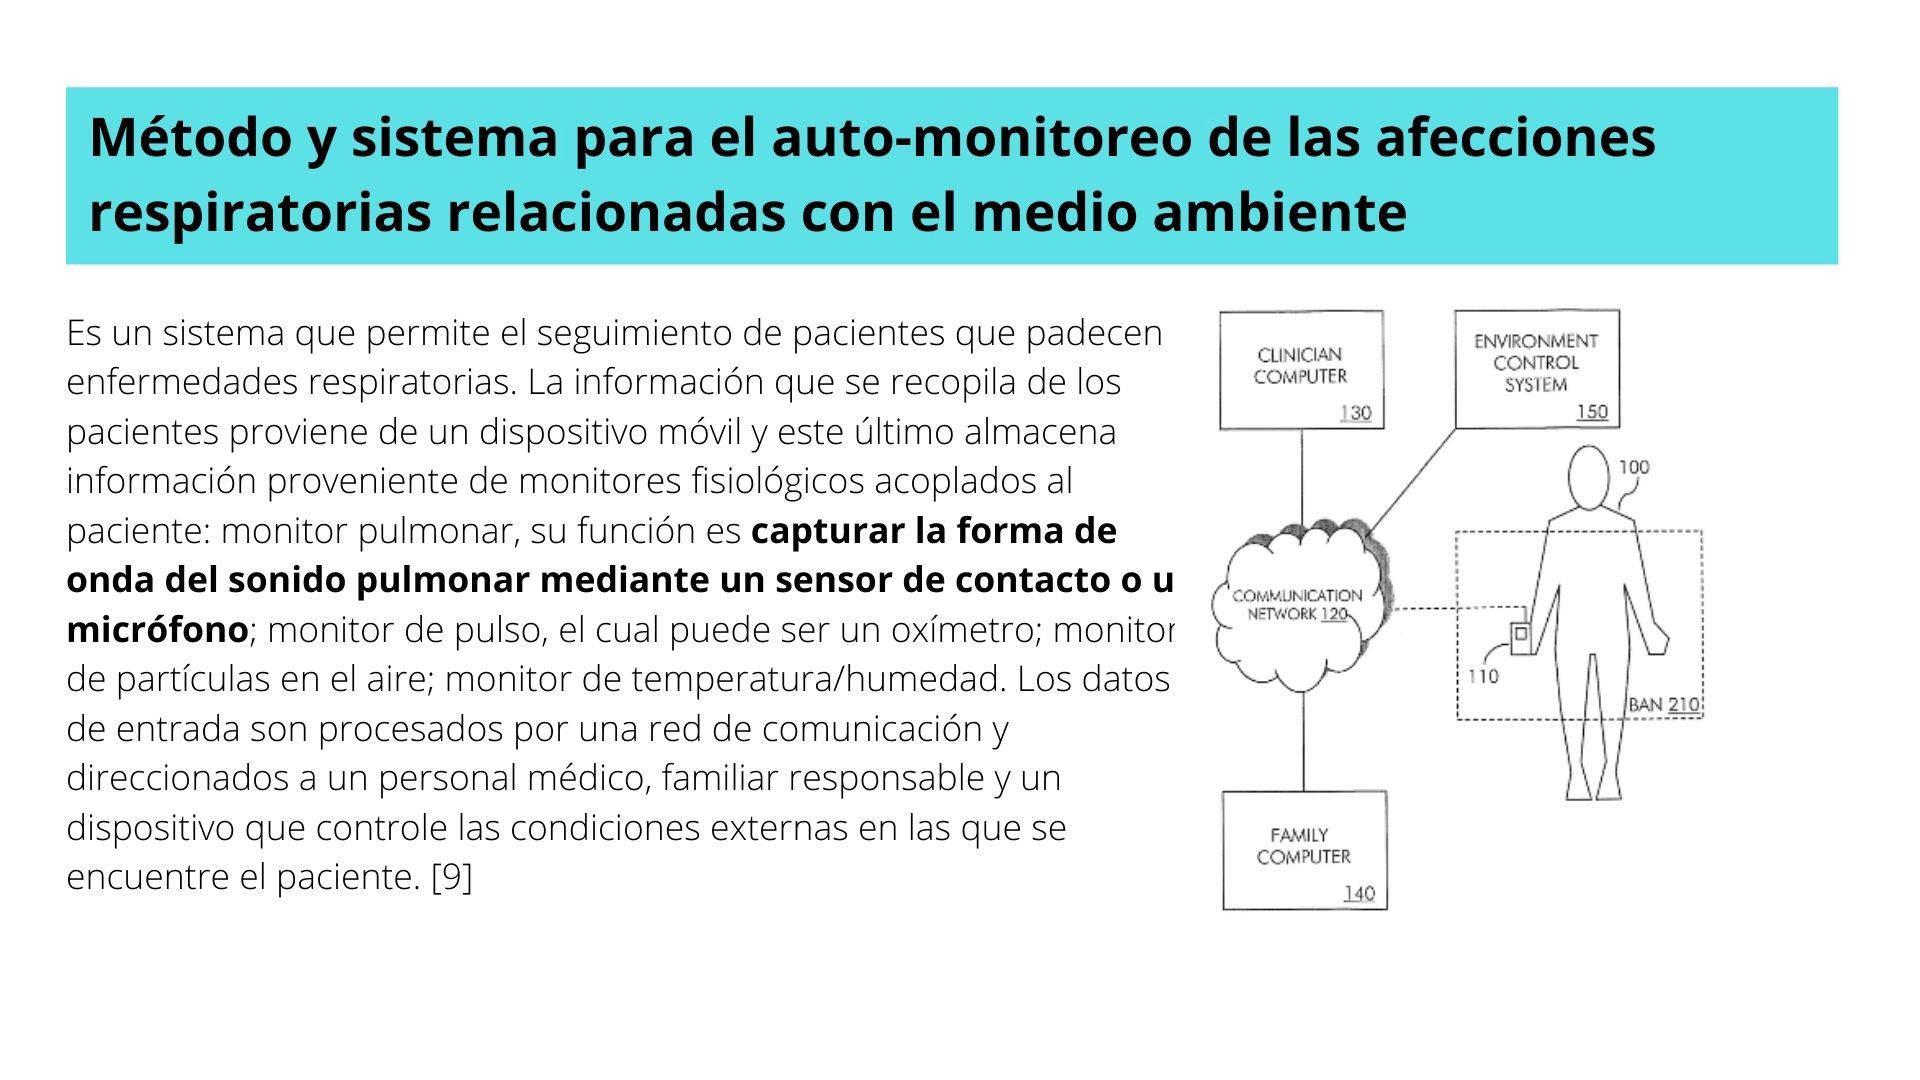 Método y sistema para el auto-monitoreo de las afecciones
respiratorias relacionadas con el medio ambiente
Es un sistema que permite el seguimiento de pacientes que padecen
enfermedades respiratorias. La información que se recopila de los
pacientes proviene de un dispositivo móvil y este último almacena
información proveniente de monitores fisiológicos acoplados al
paciente: monitor pulmonar, su función es capturar la forma de
onda del sonido pulmonar mediante un sensor de contacto o u
micrófono; monitor de pulso, el cual puede ser un oxímetro; monitor
de partículas en el aire; monitor de temperatura/humedad. Los datos
de entrada son procesados por una red de comunicación y
direccionados a un personal médico, familiar responsable y un
dispositivo que controle las condiciones externas en las que se
encuentre el paciente. [9]
CLINICIAN
COMPUTER
130
ENVIRONMENT
CONTROL
SYSTEM
150
100
COMMUNICATION
NETWORK 120
110
BAN 210
FAMILY
COMPUTER
140